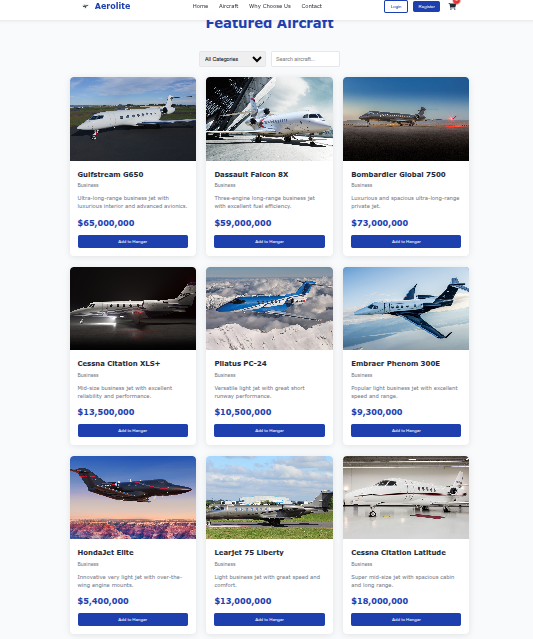 Aerolite
Home Aircraft Why Choose Us Contact
Login Register
Featured Aircraft
All Categories
Search aircraft...
Gulfstream G650 Dassault Falcon 8X Bombardier Global 7500
Business Business Business
Ultra-long-range business jet with Three-engine long-range business jet Luxurious and spacious ultra-long-range
luxurious interior and advanced avionics. with excellent fuel efficiency. private jet.
$65,000,000 $59,000,000 $73,000,000
Add to Hanger Add to Hanger Add to Hanger
Cessna Citation XLS+ Pilatus PC-24 Embraer Phenom 300E
Business Business Business
Mid-size business jet with excellent Versatile light jet with great short Popular light business jet with excellent
reliability and performance. runway performance. speed and range.
$13,500,000 $10,500,000 $9,300,000
Add to Hanger Add to Hanger Add to Hanger
HondaJet Elite Learjet 75 Liberty Cessna Citation Latitude
Business Business Business
Innovative very light jet with over-the- Light business jet with great speed and Super mid-size jet with spacious cabin
wing engine mounts. comfort. and long range.
$5,400,000 $13,000,000 $18,000,000
Add to Hanger Add to Hanger Add to Hanger